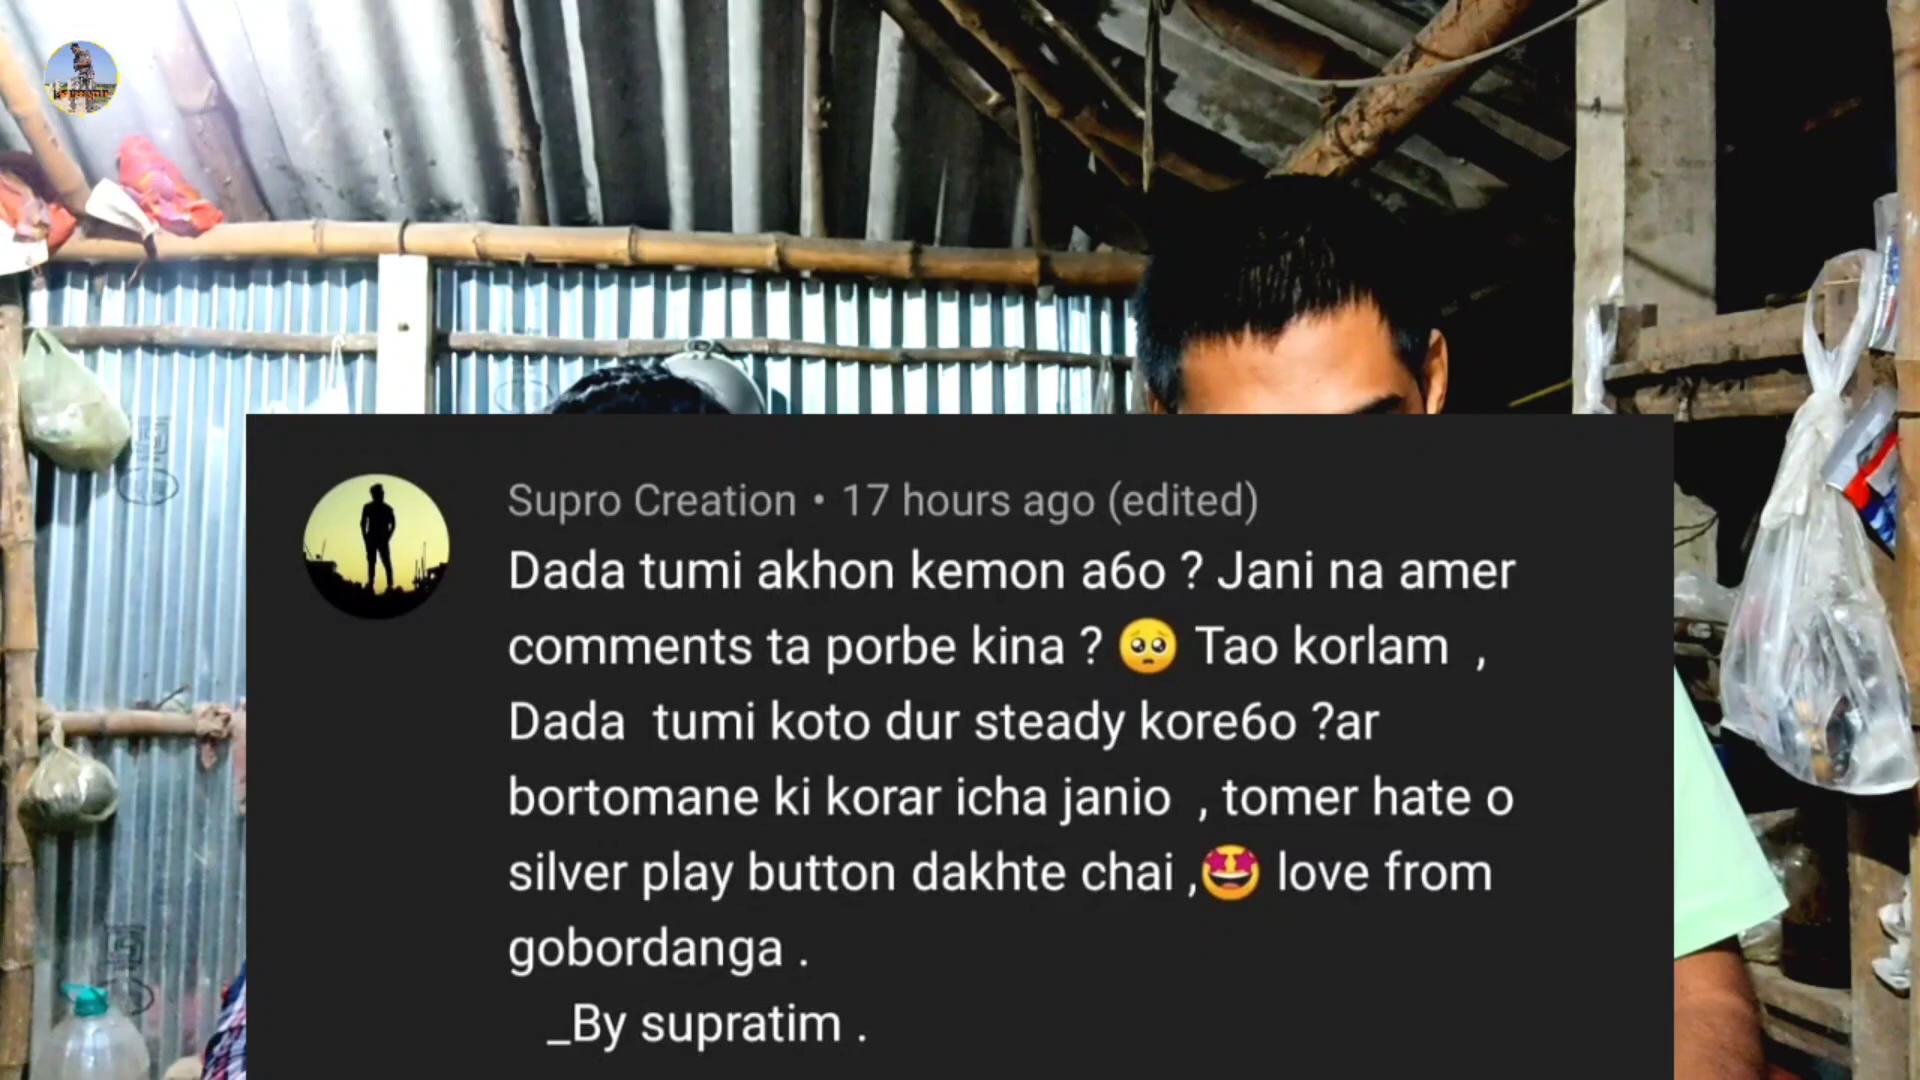 Supro Creation • 17 hours ago (edited)
Dada tumi akhon kemon a6o ? Jani na amer
comments ta porbe kina ? 🥺 Tao korlam ,
Dada tumi koto dur steady kore6o ?ar
bortomane ki korar icha janio , tomer hate o
silver play button dakhte chai ,🤩 love from
gobordanga .
_By supratim .